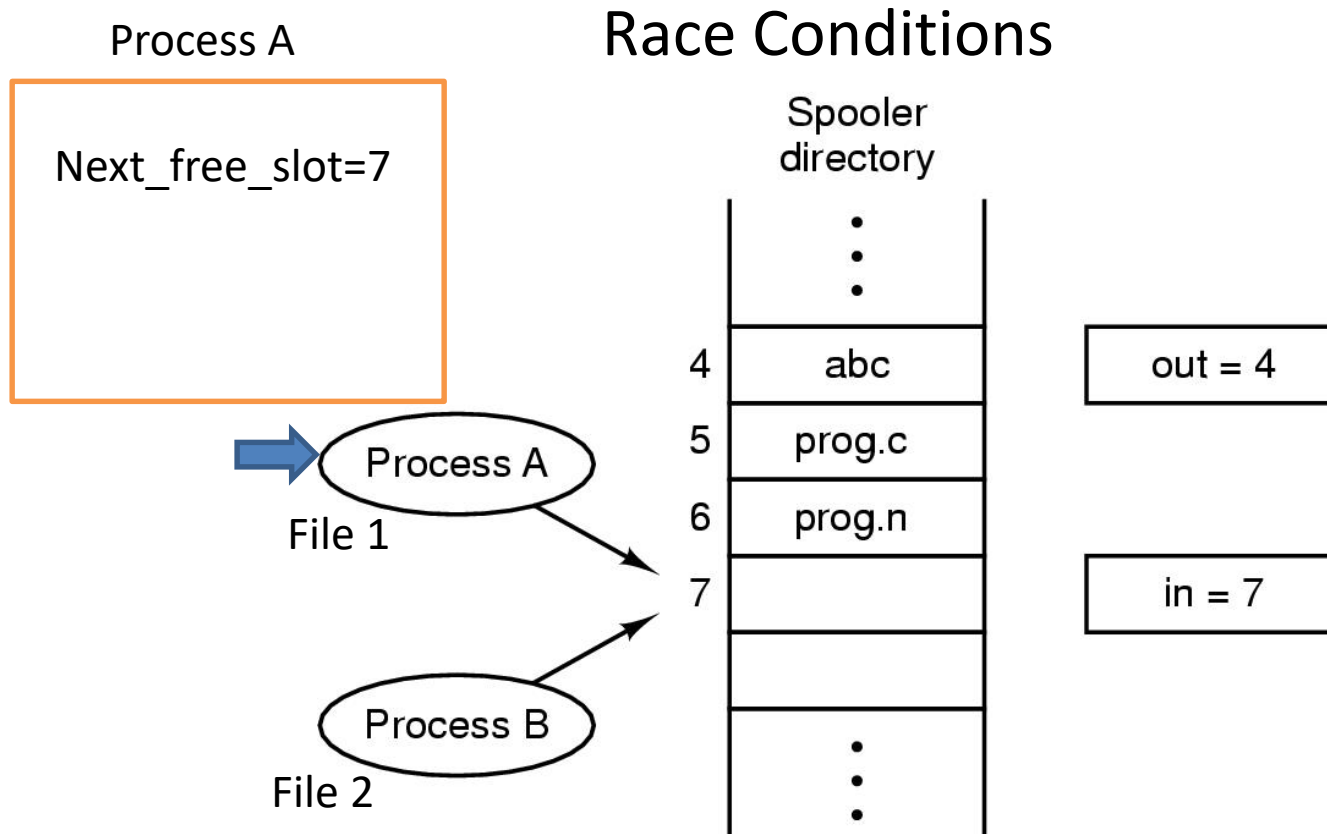 Race Conditions
Process A
Next_free_slot=7
Spooler
directory
4 abc out = 4
5 prog.c
Process A
6 prog.n
File 1
7 in = 7
Process B
File 2